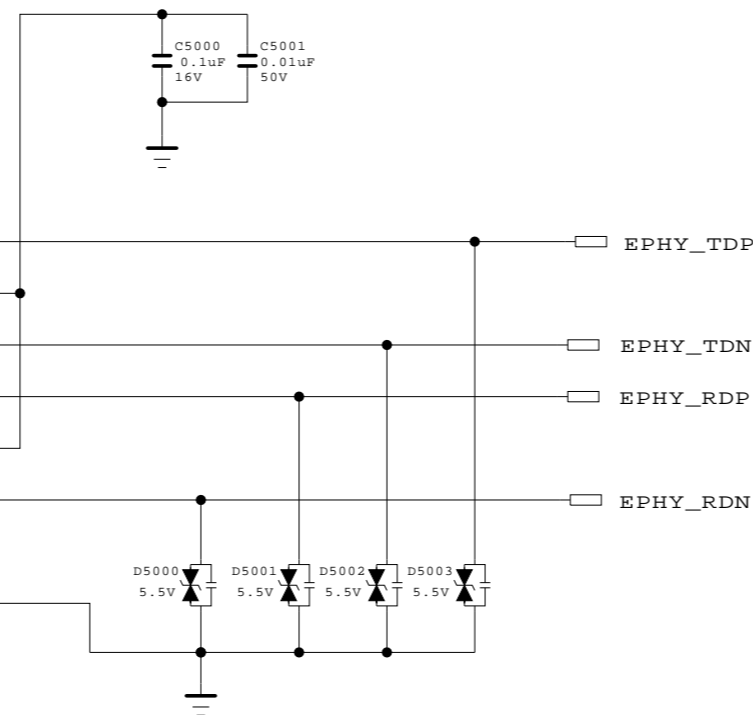 C5000
0.1uF
16V
C5001
0.01uF
50V
EPHY_TDP
EPHY_TDN
EPHY_RDP
EPHY_RDN
D5000
5.5V
D5001
5.5V
D5002
5.5V
D5003
5.5V